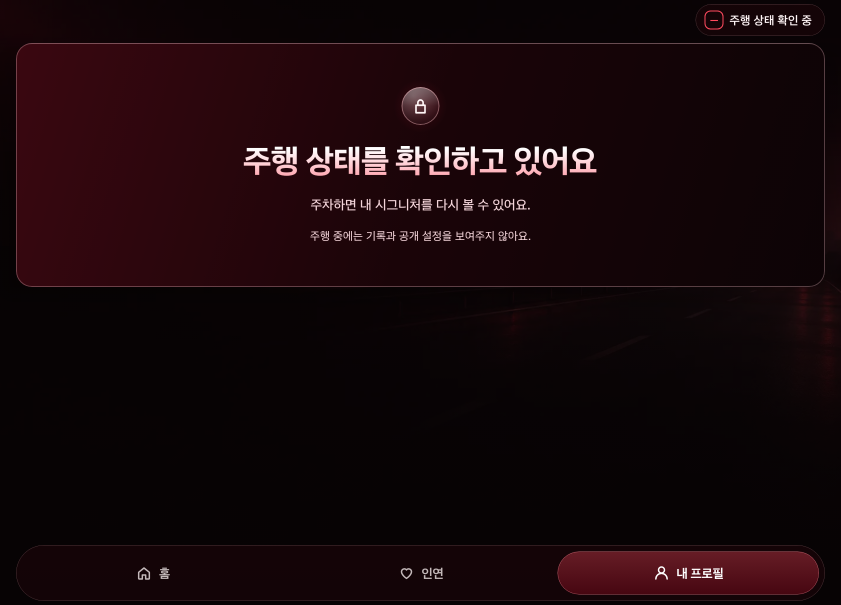 주행 상태 확인 중
주행 상태를 확인하고 있어요
주차하면 내 시그니처를 다시 볼 수 있어요.
주행 중에는 기록과 공개 설정을 보여주지 않아요.
홈
인연
내 프로필